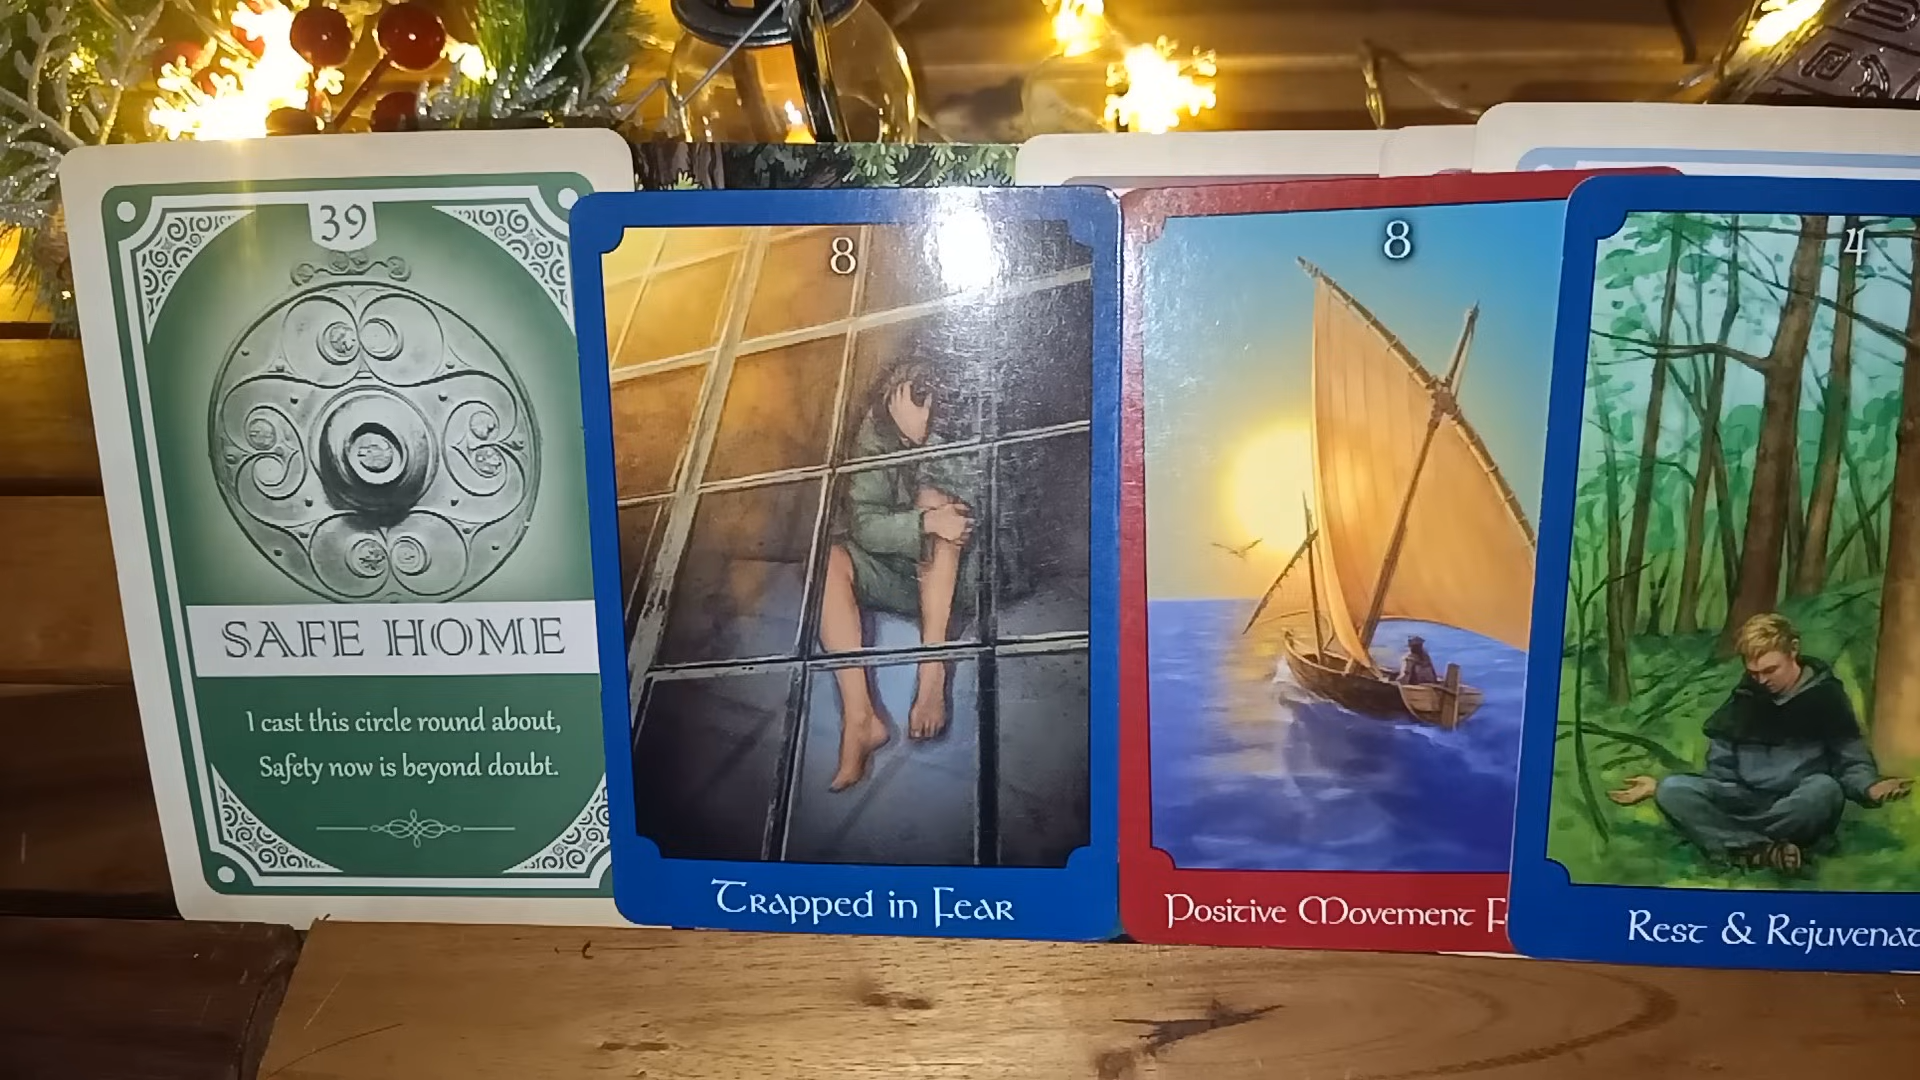 39
SAFE HOME
I cast this circle round about,
Safety now is beyond doubt.
8
Trapped in Fear
8
Positive Movement
4
Rest & Rejuvenat